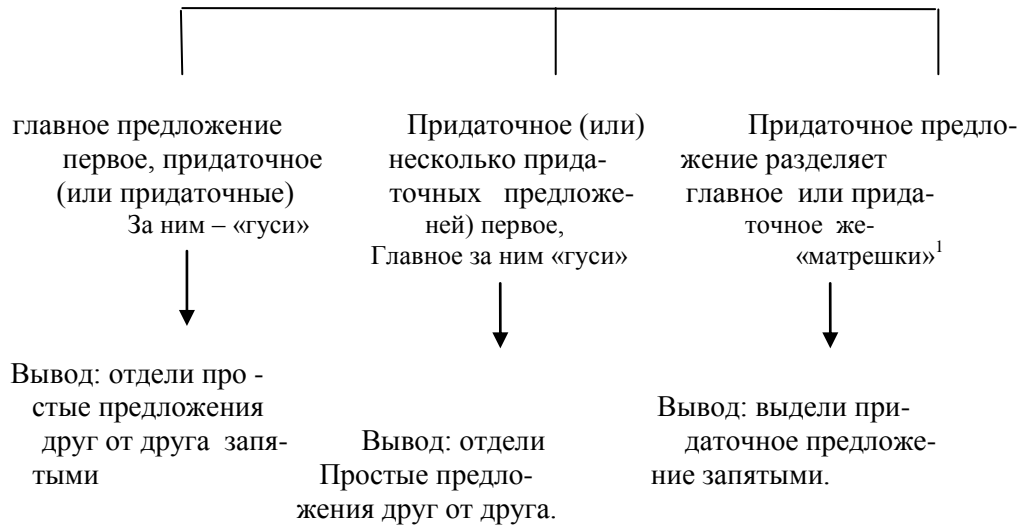 главное предложение
первое, придаточное
(или придаточные)
За ним – «гуси»
Вывод: отдели про -
стые предложения
друг от друга запя-
тыми
Придаточное (или)
несколько прида-
точных предложе-
ней) первое,
Главное за ним «гуси»
Вывод: отдели
Простые предло-
жения друг от друга.
Придаточное предло-
жение разделяет
главное или прида-
точное же-
«матрешки»1
Вывод: выдели при-
даточное предложе-
ние запятыми.